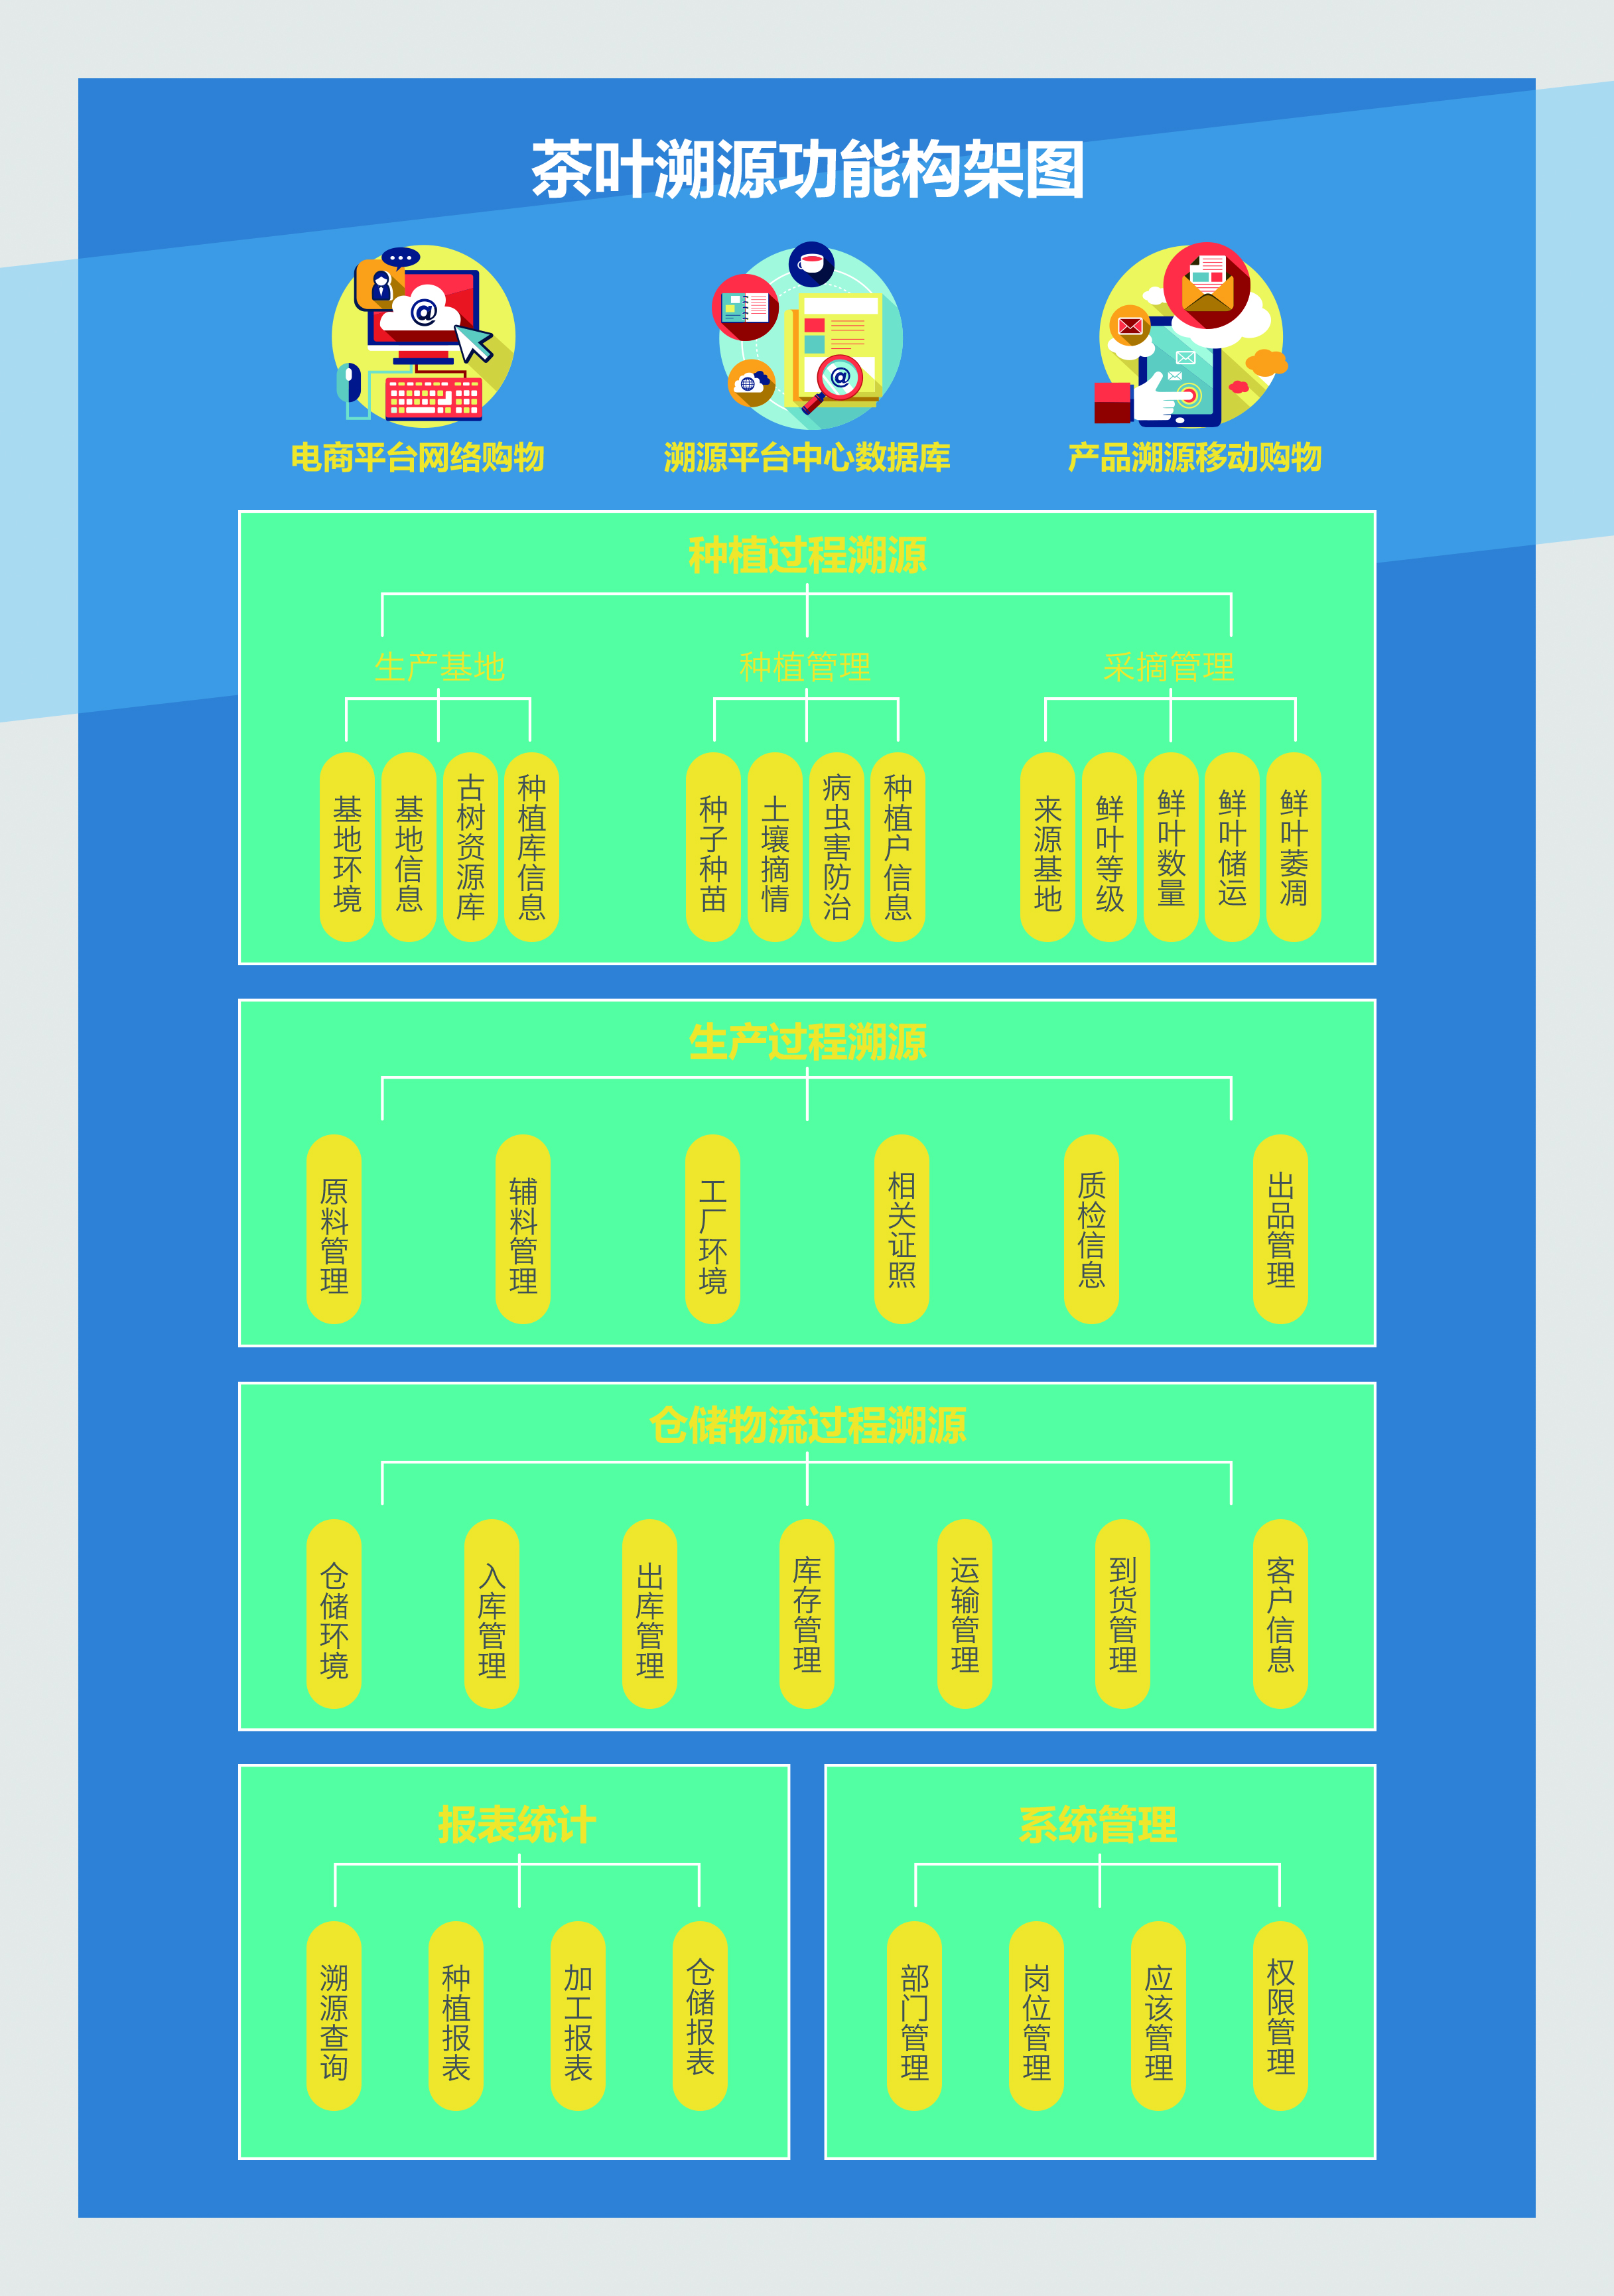 茶叶溯源功能构架图
@
@
电商平台网络购物
溯源平台中心数据库
产品溯源移动购物
种植过程溯源
生产基地
种植管理
采摘管理
基地环境
基地信息
古树资源库
种植库信息
种子种苗
土壤摘情
病虫害防治
种植户信息
来源基地
鲜叶等级
鲜叶数量
鲜叶储运
鲜叶萎凋
生产过程溯源
原料管理
辅料管理
工厂环境
相关证照
质检信息
出品管理
仓储物流过程溯源
仓储环境
入库管理
出库管理
库存管理
运输管理
到货管理
客户信息
报表统计
溯源查询
种植报表
加工报表
仓储报表
系统管理
部门管理
岗位管理
应该管理
权限管理